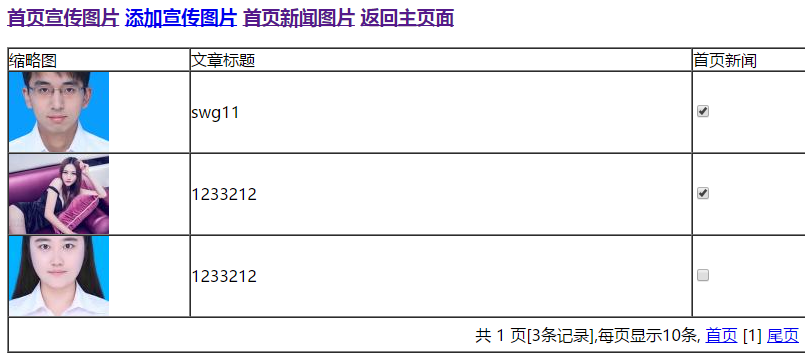 首页宣传图片 添加宣传图片 首页新闻图片 返回主页面
缩略图 文章标题 首页新闻
swg11
1233212
1233212
共 1 页[3条记录],每页显示10条, 首页 [1] 尾页